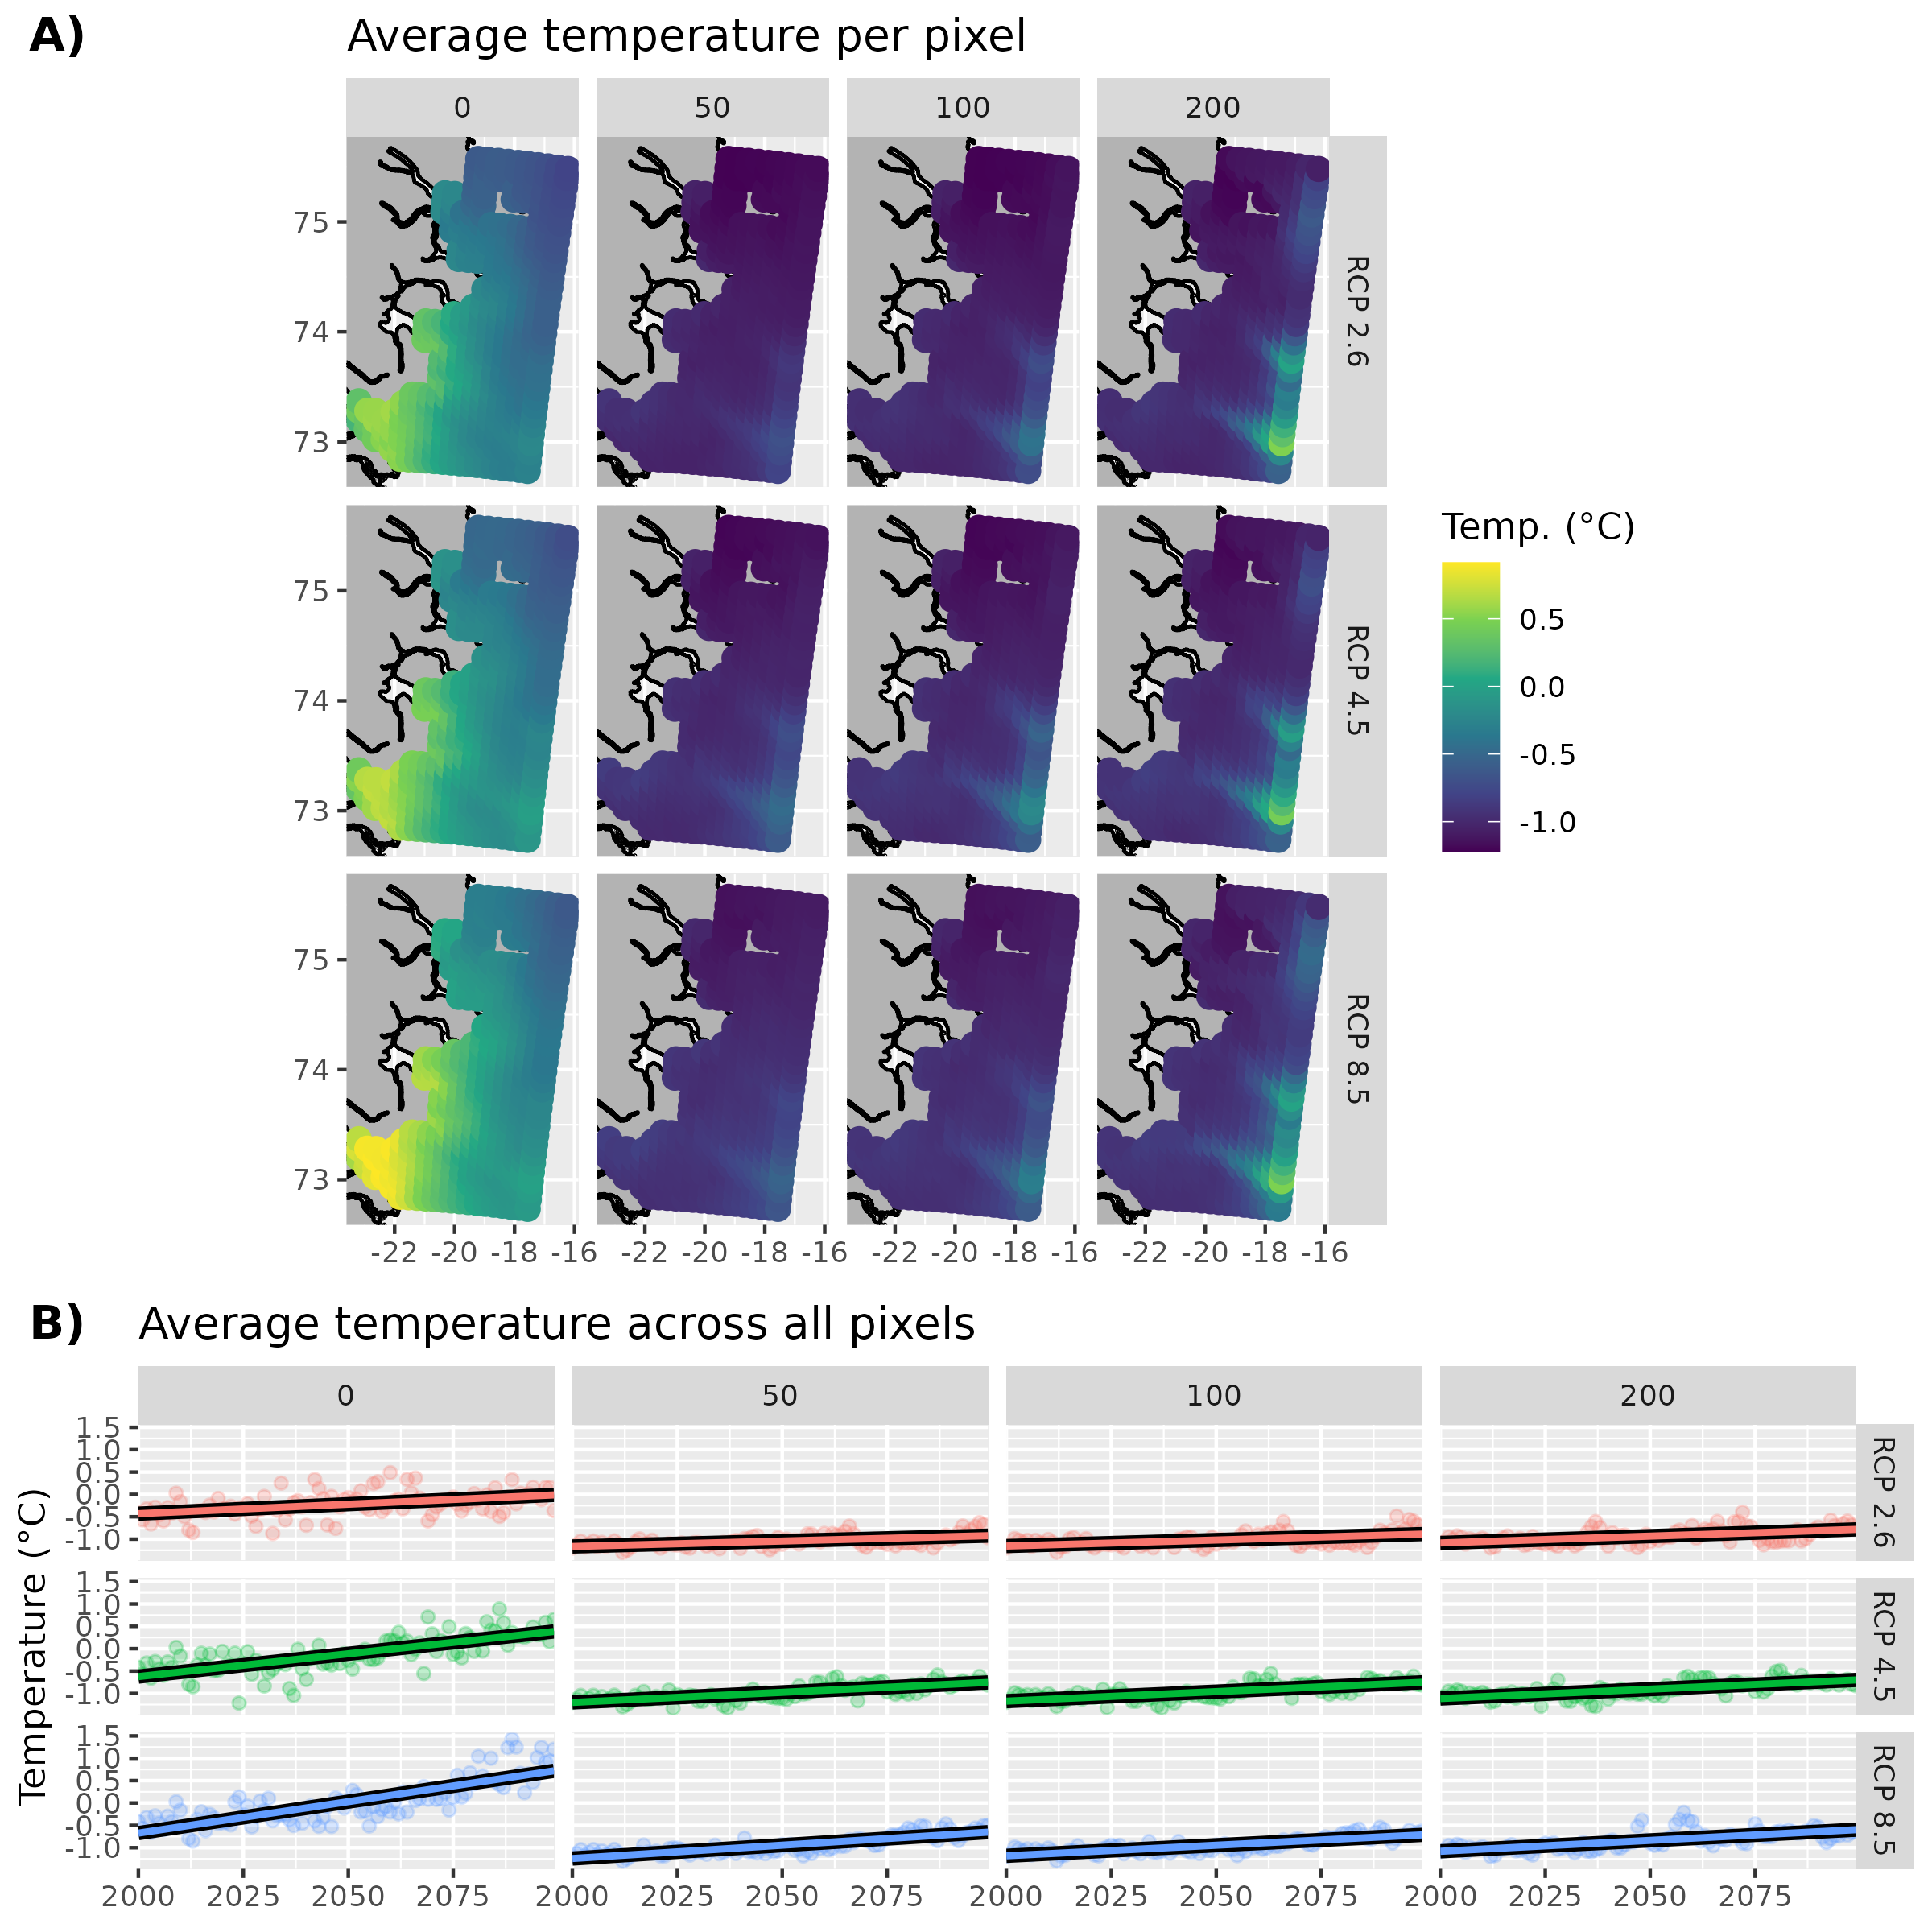 A) Average temperature per pixel
0 50 100 200
75
74
73
RCP 2.6
75
74
73
RCP 4.5
Temp. (°C)
0.5
0.0
-0.5
-1.0
75
74
73
RCP 8.5
-22 -20 -18 -16 -22 -20 -18 -16 -22 -20 -18 -16 -22 -20 -18 -16
B) Average temperature across all pixels
0 50 100 200
Temperature (°C)
1.5
1.0
0.5
0.0
-0.5
-1.0
RCP 2.6
1.5
1.0
0.5
0.0
-0.5
-1.0
RCP 4.5
1.5
1.0
0.5
0.0
-0.5
-1.0
RCP 8.5
2000 2025 2050 2075 2000 2025 2050 2075 2000 2025 2050 2075 2000 2025 2050 2075